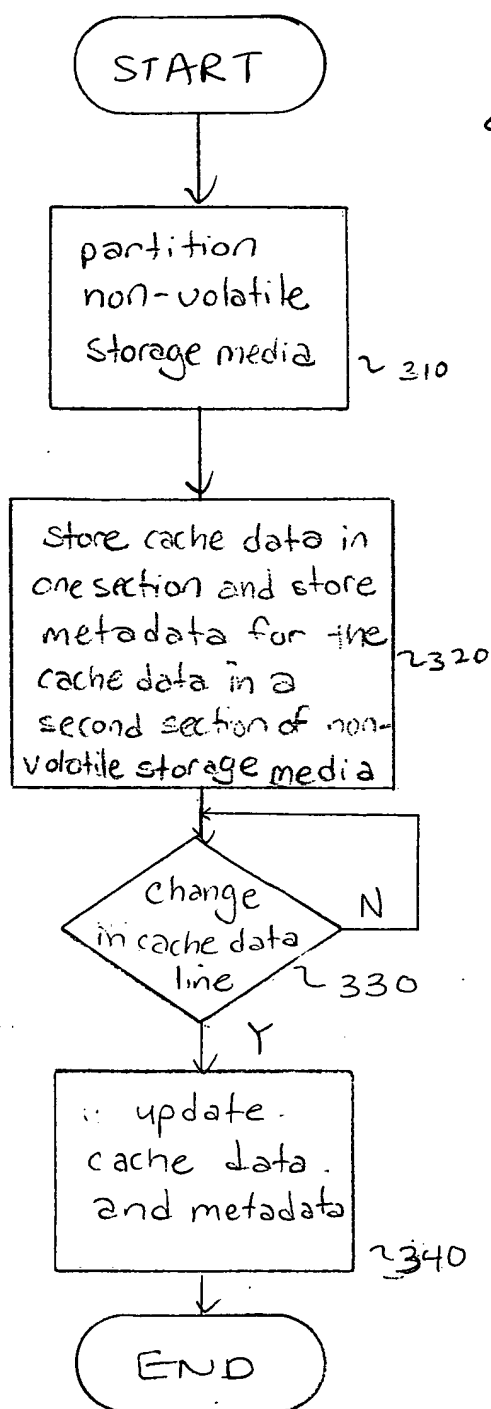 START
partition
non-volatile
storage media
~ 310
store cache data in
one section and store
metadata for the
cache data in a
second section of non-
volatile storage media
~320
change
in cache data
line
~ 330
N
Y
update
cache data
and metadata
~340
END